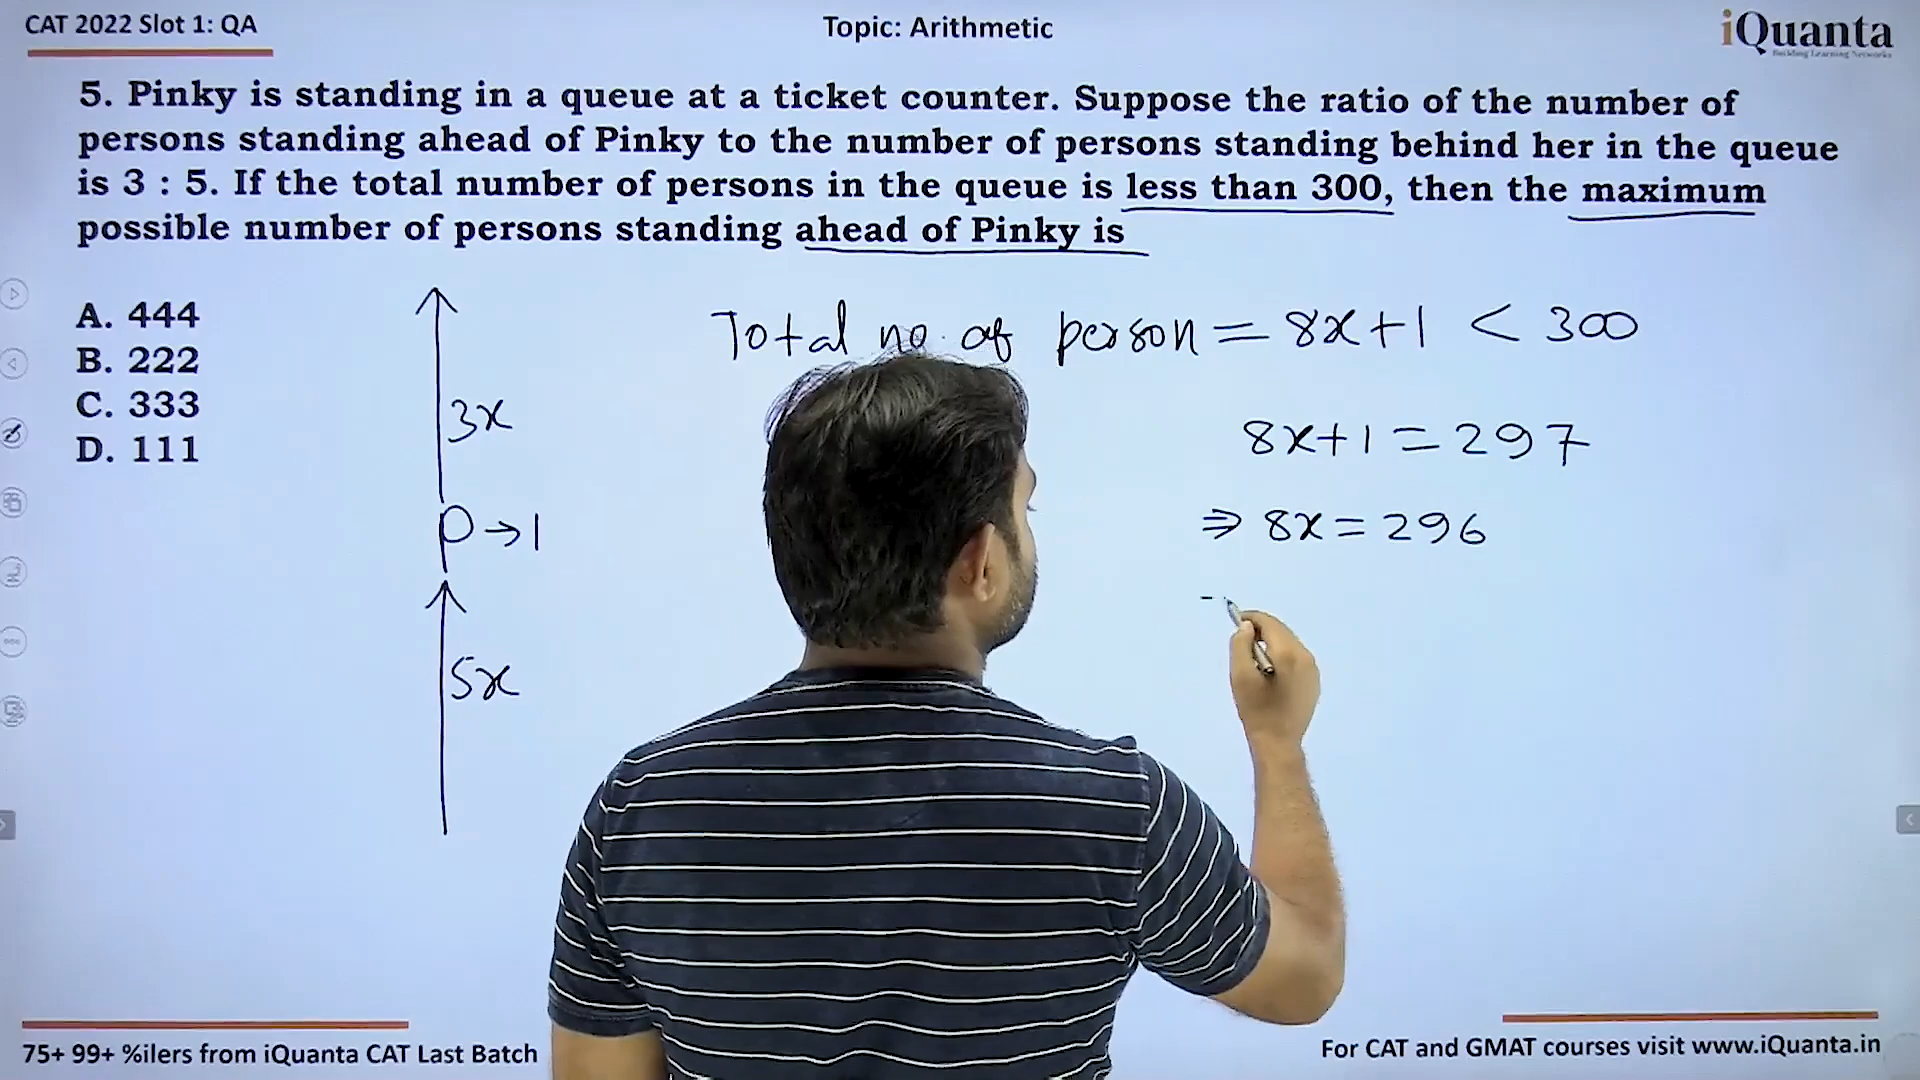 CAT 2022 Slot 1: QA
Topic: Arithmetic
iQuanta
Building Learning Networks
5. Pinky is standing in a queue at a ticket counter. Suppose the ratio of the number of
persons standing ahead of Pinky to the number of persons standing behind her in the queue
is 3 : 5. If the total number of persons in the queue is less than 300, then the maximum
possible number of persons standing ahead of Pinky is
A. 444
B. 222
C. 333
D. 111
3x
P→1
5x
Total no. of person = 8x+1 < 300
8x+1 = 297
⇒ 8x = 296
75+ 99+ %ilers from iQuanta CAT Last Batch
For CAT and GMAT courses visit www.iQuanta.in